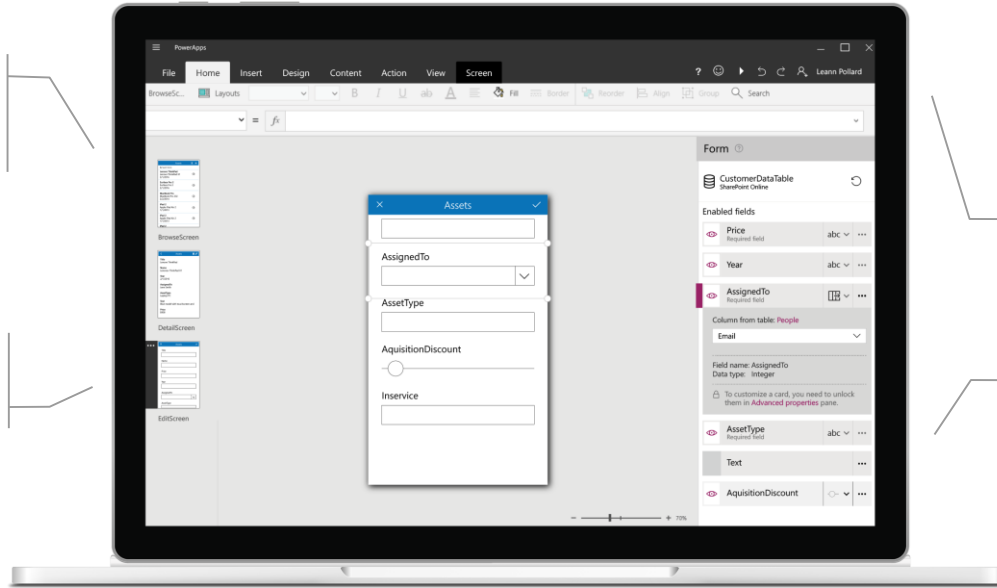 PowerApps
File Home Insert Design Content Action View Screen ? Leann Pollard
BrowseSc... Layouts B I U ab A Fill Border Reorder Align Group Search
= fx
Form ?
CustomerDataTable
SharePoint Online
Enabled fields
Price
Required field
abc ...
Year abc ...
AssignedTo
Required field
...
Column from table: People
Email
Field name: AssignedTo
Data type: Integer
To customize a card, you need to unlock
them in Advanced properties pane.
AssetType
Required field
abc ...
Text ...
AquisitionDiscount ...
BrowseScreen
DetailScreen
EditScreen
Assets
AssignedTo
AssetType
AquisitionDiscount
Inservice
- + 70%